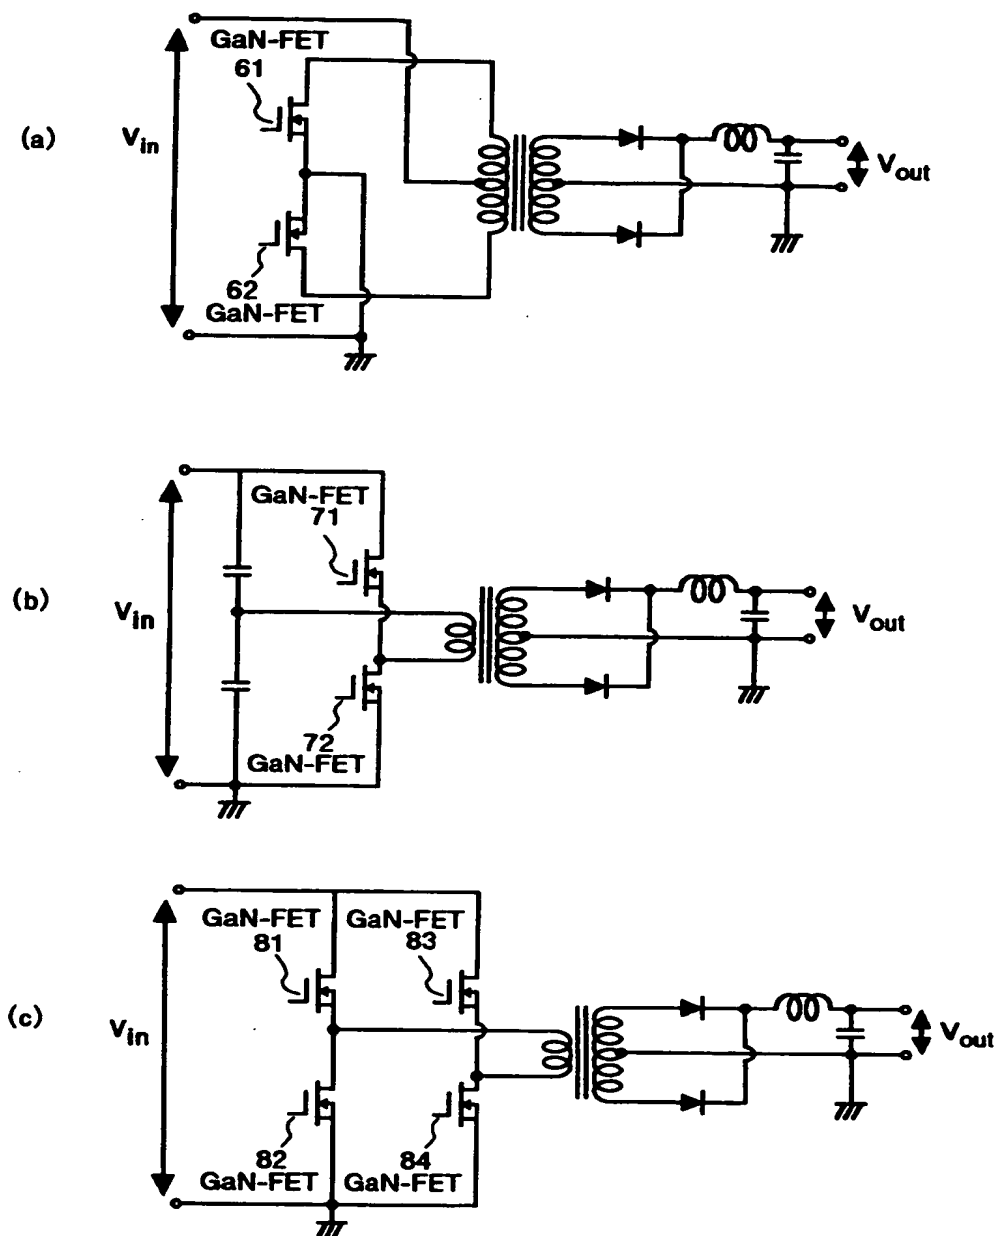 GaN-FET
61
(a)
Vin
Vout
62
GaN-FET
GaN-FET
71
(b)
Vin
Vout
72
GaN-FET
GaN-FET
GaN-FET
81
83
(c)
Vin
Vout
82
84
GaN-FET
GaN-FET